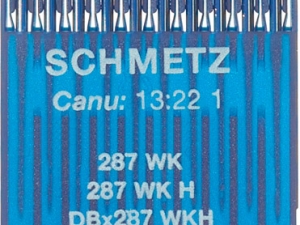 SCHMETZ
Canu: 13:22 1
287 WK
287 WK H
DBx287 WKH